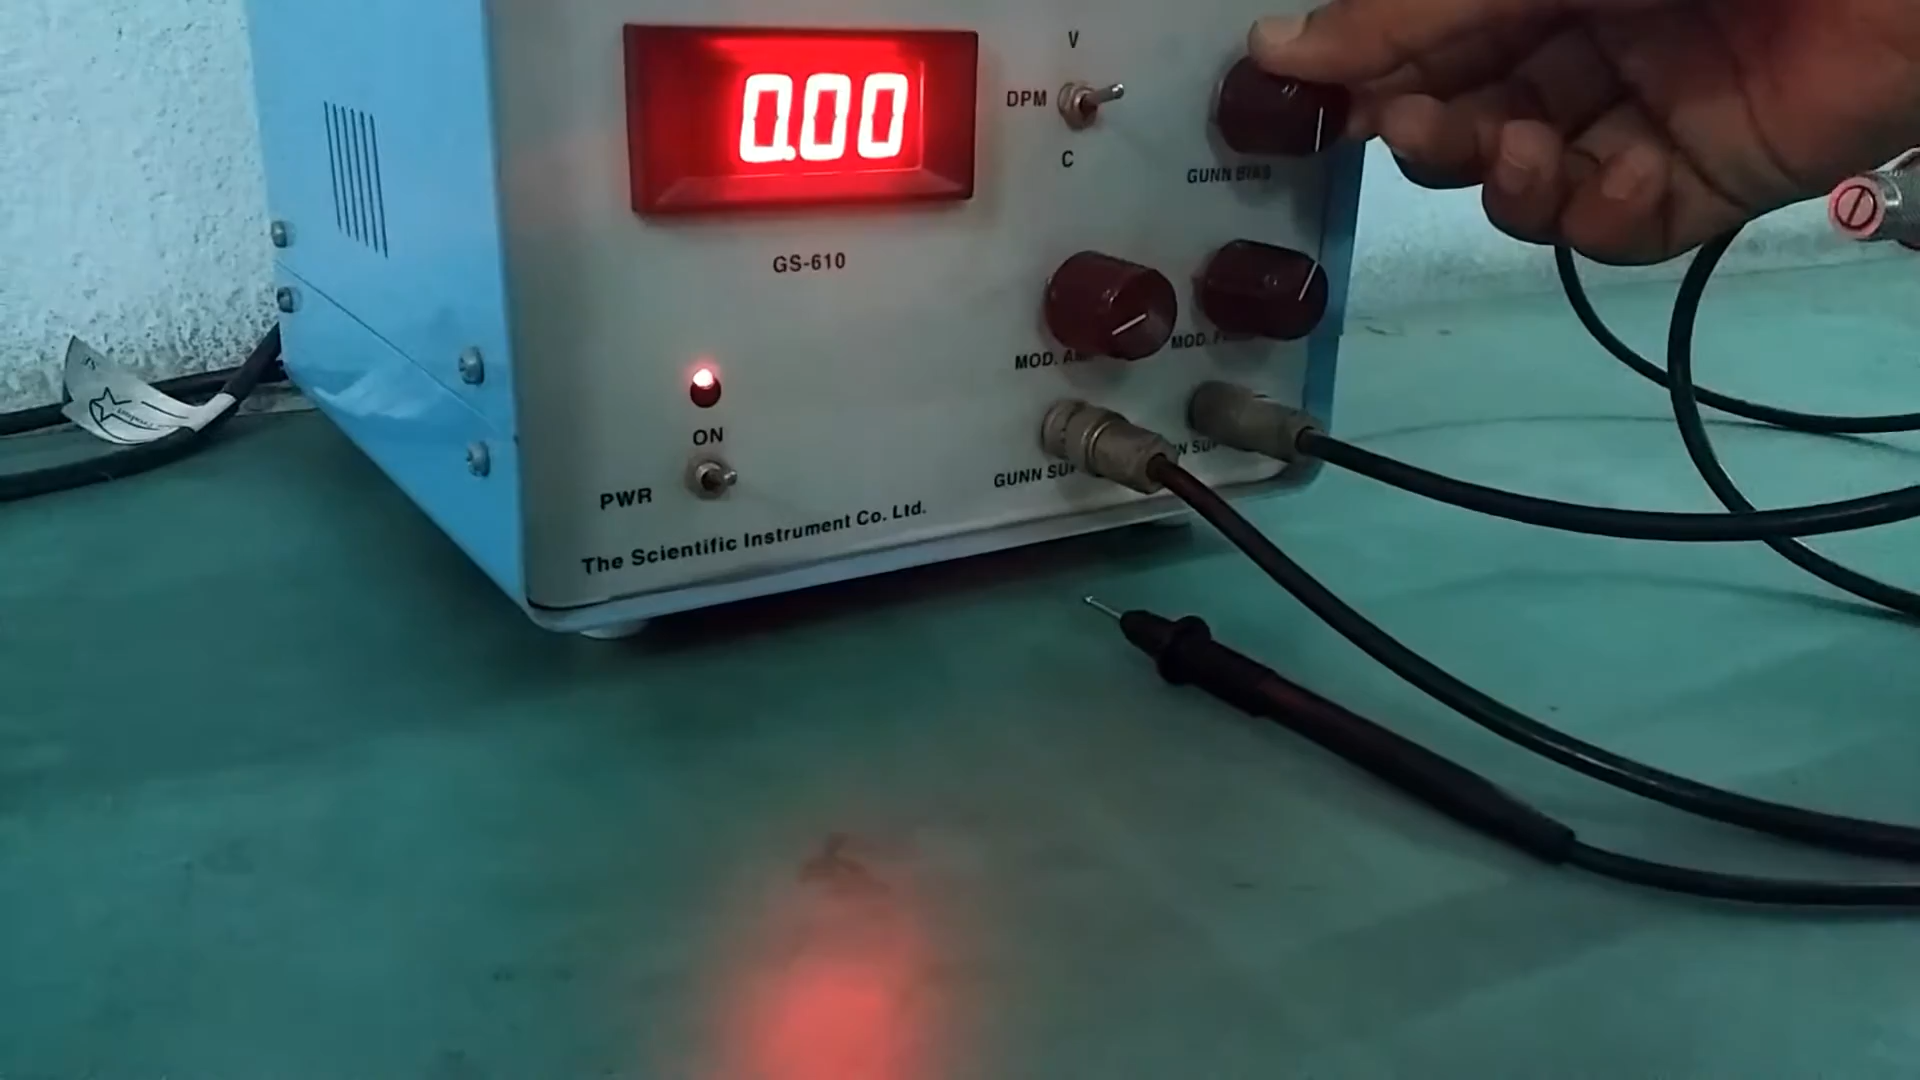 0.00
V
DPM
C
GUNN BIAS
GS-610
MOD.
MOD.
ON
GUNN
PWR
The Scientific Instrument Co. Ltd.